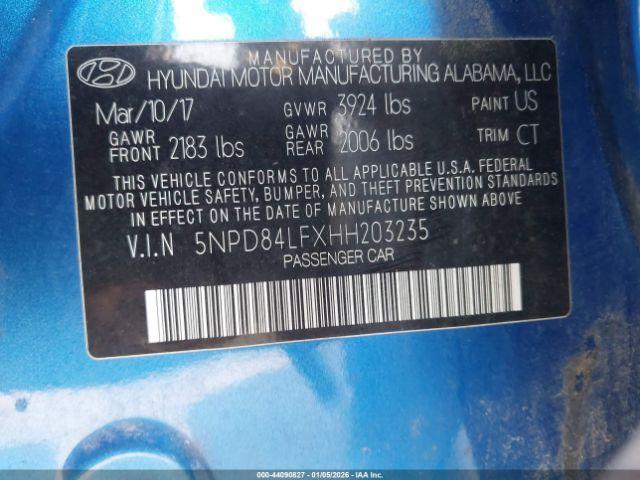 MANUFACTURED BY
HYUNDAI MOTOR MANUFACTURING ALABAMA, LLC
Mar/10/17 GVWR 3924 lbs PAINT US
GAWR FRONT 2183 lbs GAWR REAR 2006 lbs TRIM CT
THIS VEHICLE CONFORMS TO ALL APPLICABLE U.S.A. FEDERAL
MOTOR VEHICLE SAFETY, BUMPER, AND THEFT PREVENTION STANDARDS
IN EFFECT ON THE DATE OF MANUFACTURE SHOWN ABOVE
V.I.N 5NPD84LFXHH203235
PASSENGER CAR
000-44090827 - 01/05/2026 - IAA Holdings, LLC. Copyright